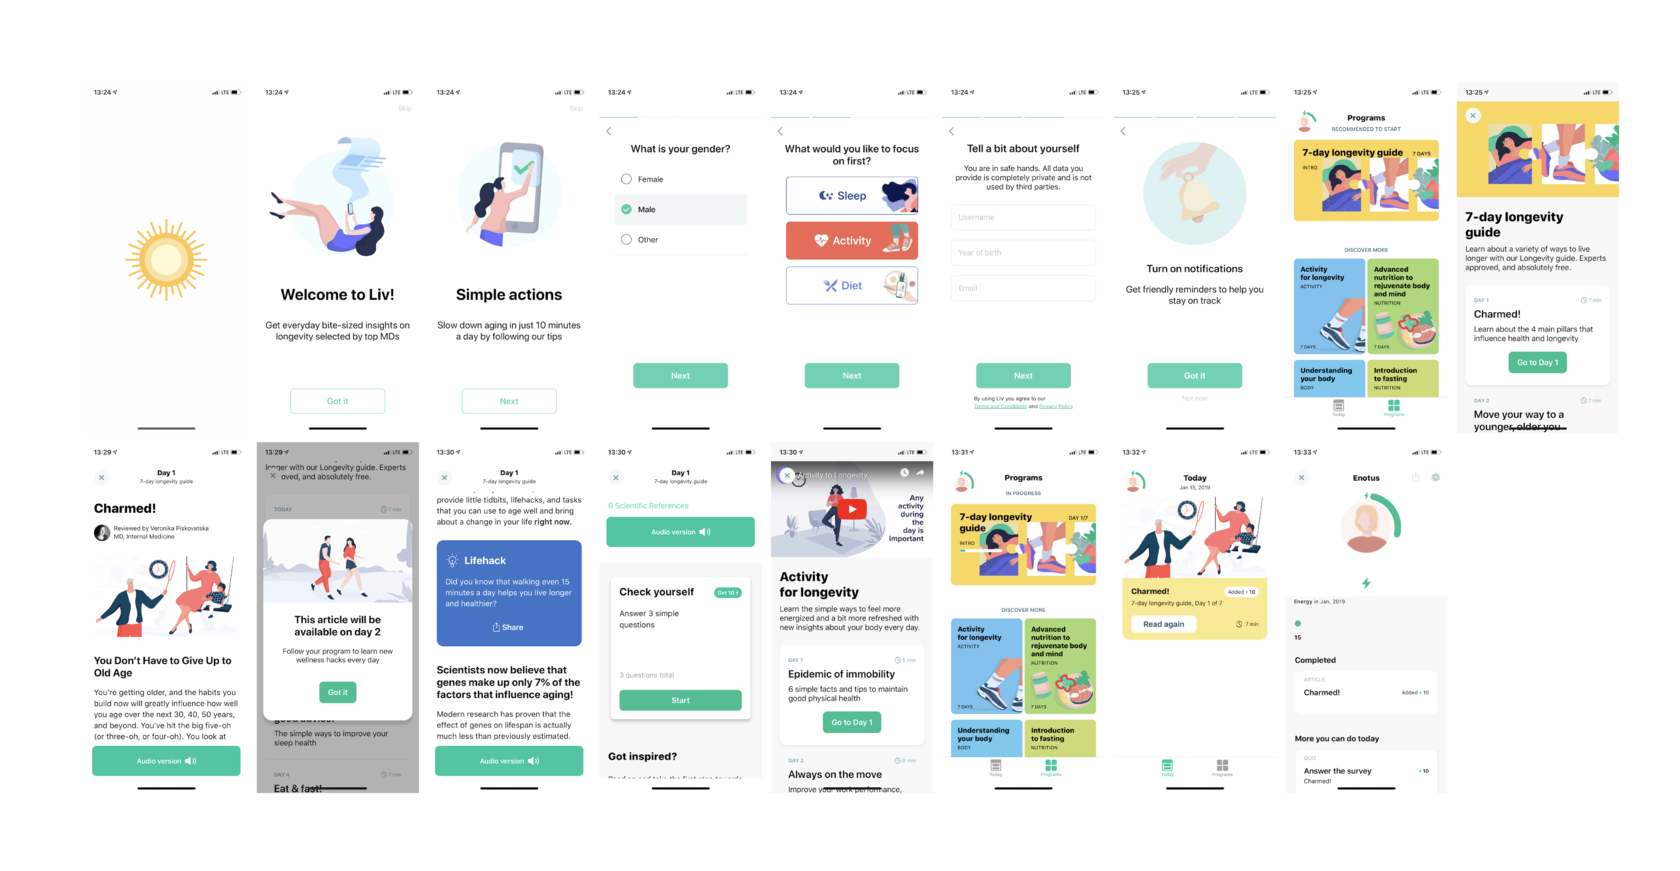 13:24
LTE
13:24
LTE
Skip
Welcome to Liv!
Get everyday bite-sized insights on
longevity selected by top MDs
Got it
13:24
LTE
Skip
Simple actions
Slow down aging in just 10 minutes
a day by following our tips
Next
13:24
LTE
What is your gender?
Female
Male
Other
Next
13:24
LTE
What would you like to focus
on first?
Sleep
Activity
Diet
Next
13:24
LTE
Tell a bit about yourself
You are in safe hands. All data you
provide is completely private and is not
used by third parties.
Username
Year of birth
Email
Next
By using LIV you agree to our
Terms and Conditions and Privacy Policy
13:25
LTE
Turn on notifications
Get friendly reminders to help you
stay on track
Got it
Not now
13:25
LTE
Programs
RECOMMENDED TO START
7-day longevity guide
7 DAYS
INTRO
DISCOVER MORE
Activity
for longevity
ACTIVITY
7 DAYS
Advanced
nutrition to
rejuvenate body
and mind
NUTRITION
7 DAYS
Understanding
your body
BODY
Introduction
to fasting
NUTRITION
Today
Programs
13:25
LTE
7-day longevity
guide
Learn about a variety of ways to live
longer with our Longevity guide. Experts
approved, and absolutely free.
DAY 1
7 min
Charmed!
Learn about the 4 main pillars that
influence health and longevity
Go to Day 1
DAY 2
7 min
Move your way to a
younger, older you
13:29
LTE
Day 1
7-day longevity guide
Charmed!
Reviewed by Veronika Piskovatska
MD, Internal Medicine
You Don't Have to Give Up to
Old Age
You're getting older, and the habits you
build now will greatly influence how well
you age over the next 30, 40, 50 years,
and beyond. You've hit the big five-oh
(or three-oh, or four-oh). You look at
Audio version
13:29
LTE
longer with our Longevity guide. Experts
oved, and absolutely free.
TODAY
7 min
This article will be
available on day 2
Follow your program to learn new
wellness hacks every day
Got it
good advice!
The simple ways to improve your
sleep health
DAY 4
7 min
Eat & fast!
13:30
LTE
Day 1
7-day longevity guide
provide little tidbits, lifehacks, and tasks
that you can use to age well and bring
about a change in your life right now.
Lifehack
Did you know that walking even 15
minutes a day helps you live longer
and healthier?
Share
Scientists now believe that
genes make up only 7% of the
factors that influence aging!
Modern research has proven that the
effect of genes on lifespan is actually
much less than previously estimated.
Audio version
13:30
LTE
Day 1
7-day longevity guide
6 Scientific References
Audio version
Check yourself
Get 10
Answer 3 simple
questions
3 questions total
Start
Got inspired?
13:30
LTE
Activity to Longevity
Any
activity
during
the
day is
important
Activity
for longevity
Learn the simple ways to feel more
energized and a bit more refreshed with
new insights about your body every day.
DAY 1
5 min
Epidemic of immobility
6 simple facts and tips to maintain
good physical health
Go to Day 1
DAY 2
6 min
Always on the move
Improve your work performance,
13:31
LTE
Programs
IN PROGRESS
7-day longevity
guide
DAY 1/7
INTRO
DISCOVER MORE
Activity
for longevity
ACTIVITY
7 DAYS
Advanced
nutrition to
rejuvenate body
and mind
NUTRITION
7 DAYS
Understanding
your body
BODY
Introduction
to fasting
NUTRITION
Today
Programs
13:32
LTE
Today
Jan 15, 2019
Charmed!
Added 10
7-day longevity guide, Day 1 of 7
Read again
7 min
Today
Programs
13:33
LTE
Enotus
Energy in Jan, 2019
15
Completed
ARTICLE
Charmed!
Added 10
More you can do today
QUIZ
Answer the survey
10
Charmed!